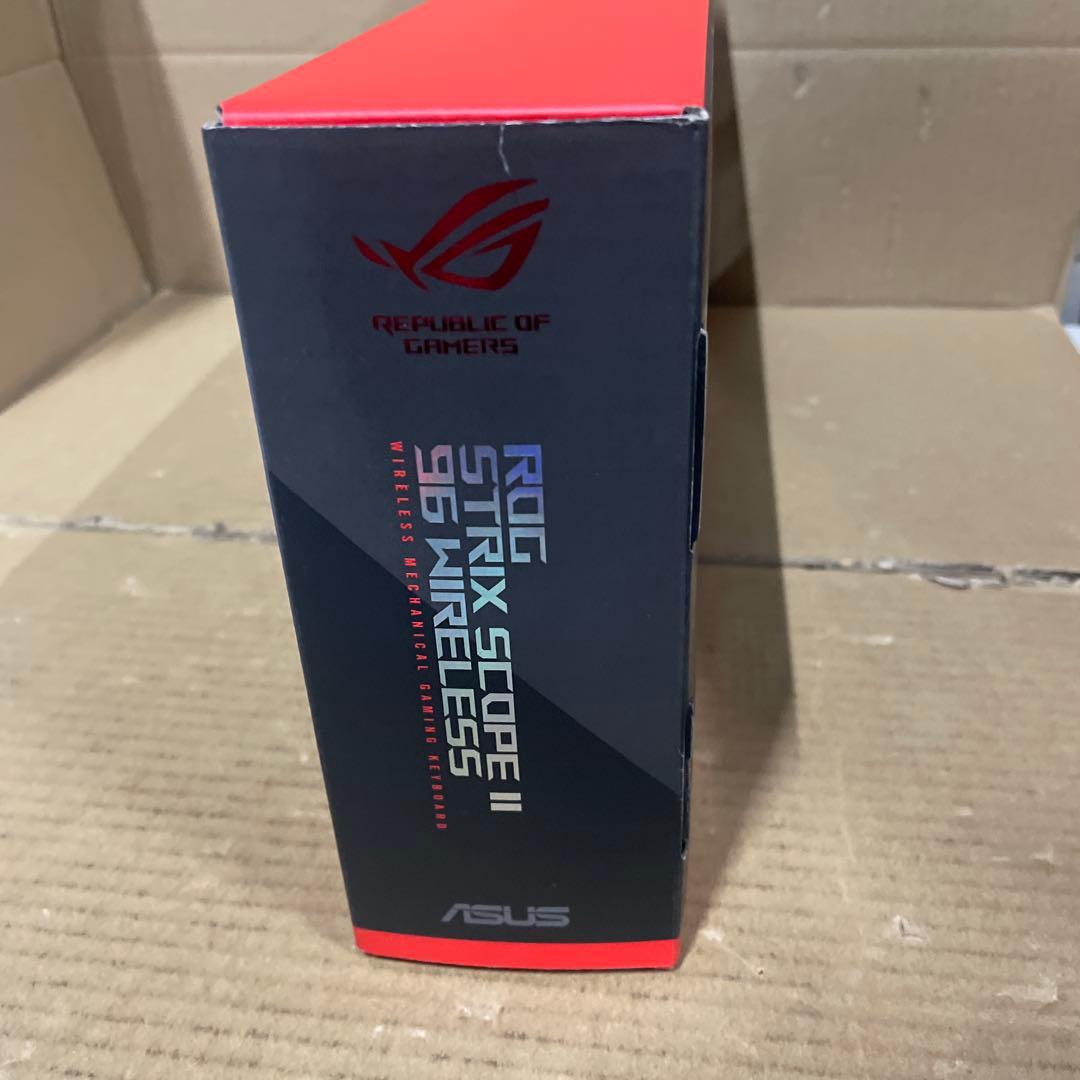 REPUBLIC OF
GAMERS
ROG
STRIX SCOPE II
96 WIRELESS
WIRELESS MECHANICAL GAMING KEYBOARD
ASUS